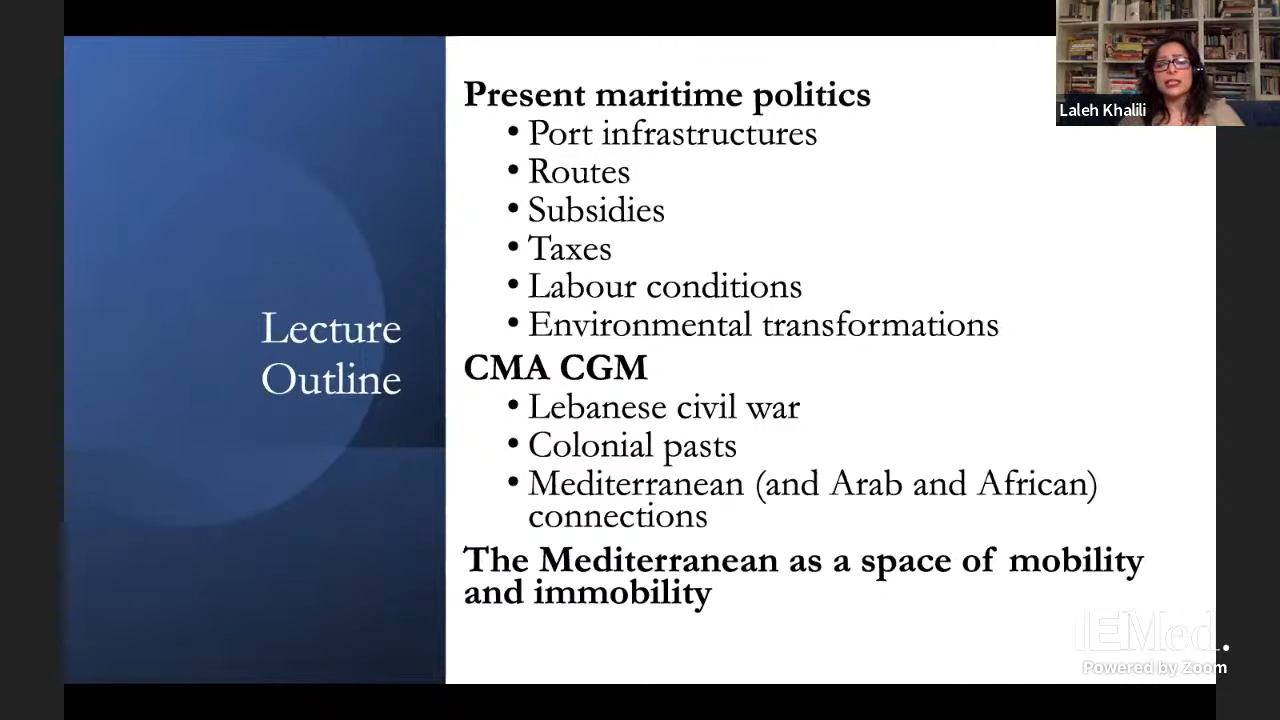 Lecture
Outline
Present maritime politics
• Port infrastructures
• Routes
• Subsidies
• Taxes
• Labour conditions
• Environmental transformations
CMA CGM
• Lebanese civil war
• Colonial pasts
• Mediterranean (and Arab and African)
connections
The Mediterranean as a space of mobility
and immobility
Laleh Khalili
IEMed.
Powered by Zoom